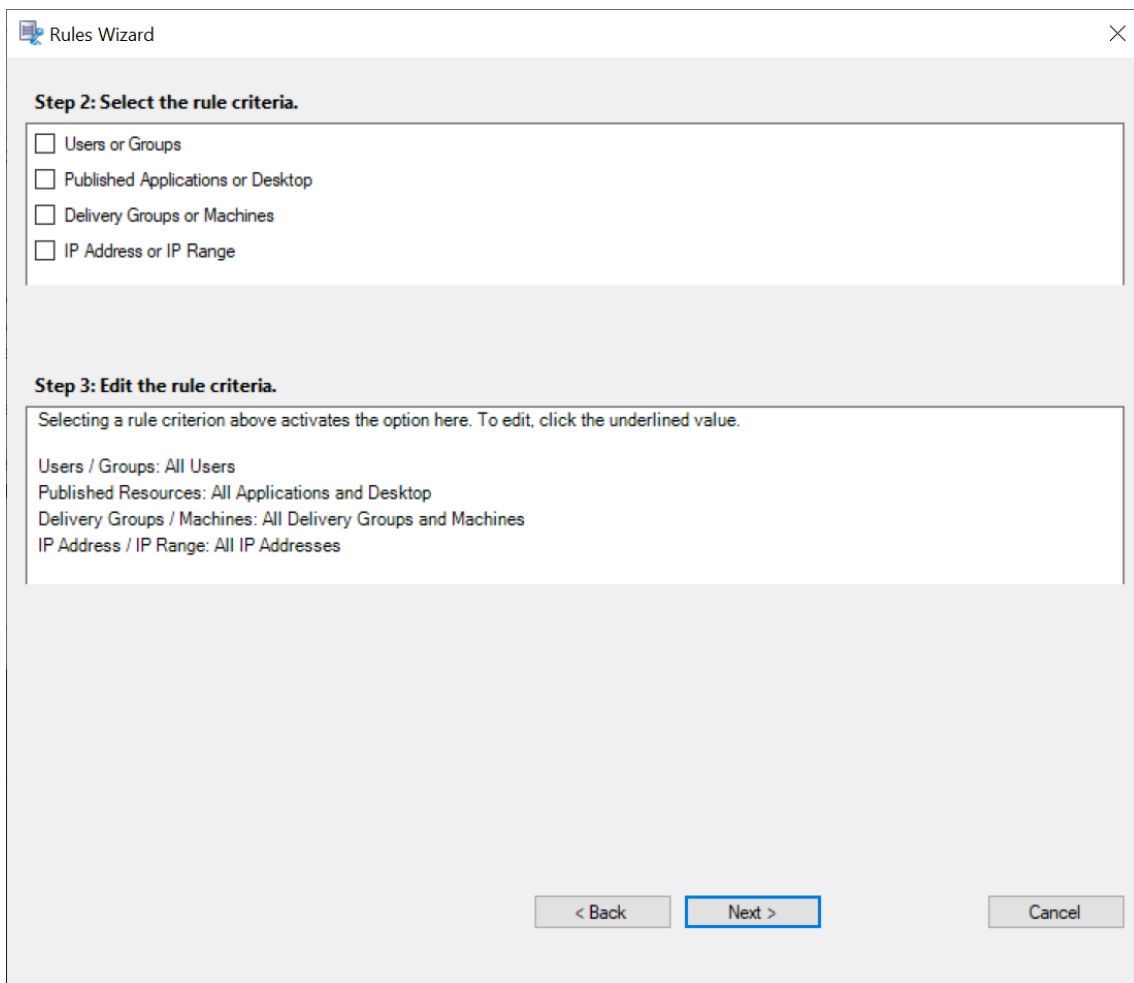 Rules Wizard
Step 2: Select the rule criteria.
Users or Groups
Published Applications or Desktop
Delivery Groups or Machines
IP Address or IP Range
Step 3: Edit the rule criteria.
Selecting a rule criterion above activates the option here. To edit, click the underlined value.
Users / Groups: All Users
Published Resources: All Applications and Desktop
Delivery Groups / Machines: All Delivery Groups and Machines
IP Address / IP Range: All IP Addresses
< Back Next > Cancel